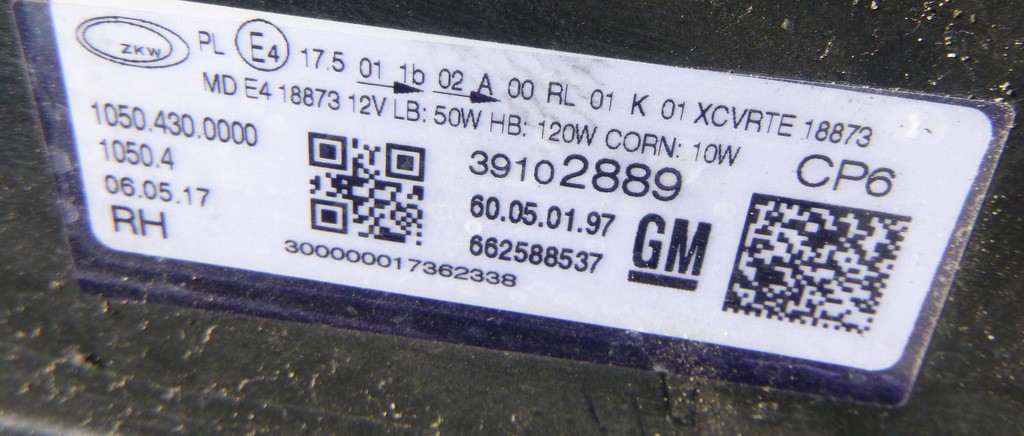 ZKW PL E4 17.5 01 1b 02 A 00 RL 01 K 01 XCVRTE 18873
MD E4 18873 12V LB: 50W HB: 120W CORN: 10W
1050.430.0000
1050.4
06.05.17
RH
300000017362338
39102889
60.05.01.97
662588537
GM
CP6